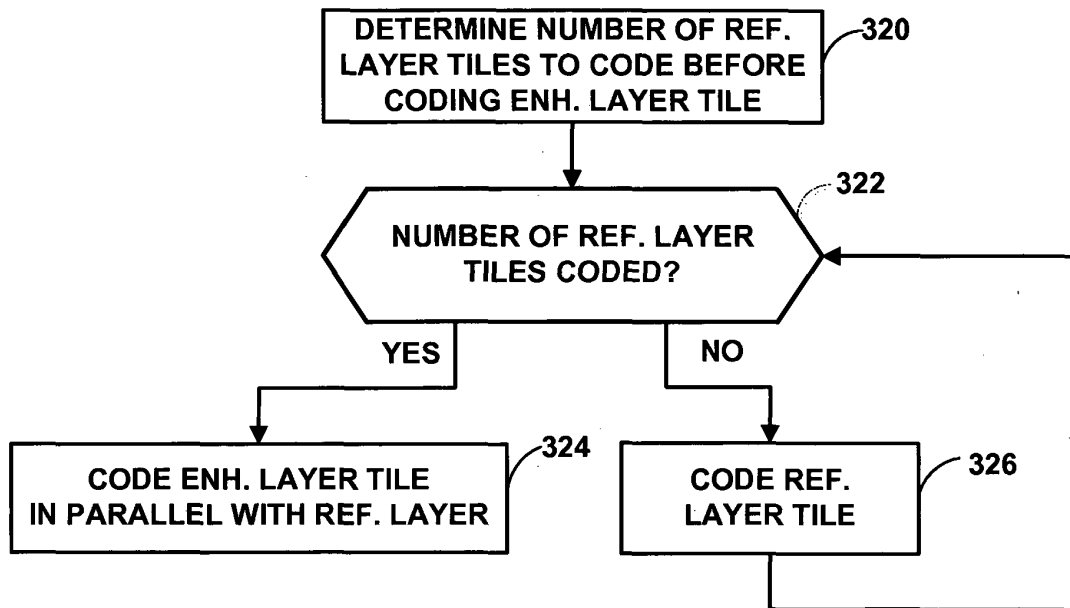 DETERMINE NUMBER OF REF.
LAYER TILES TO CODE BEFORE
CODING ENH. LAYER TILE
320
322
NUMBER OF REF. LAYER
TILES CODED?
YES
NO
CODE ENH. LAYER TILE
IN PARALLEL WITH REF. LAYER
324
CODE REF.
LAYER TILE
326